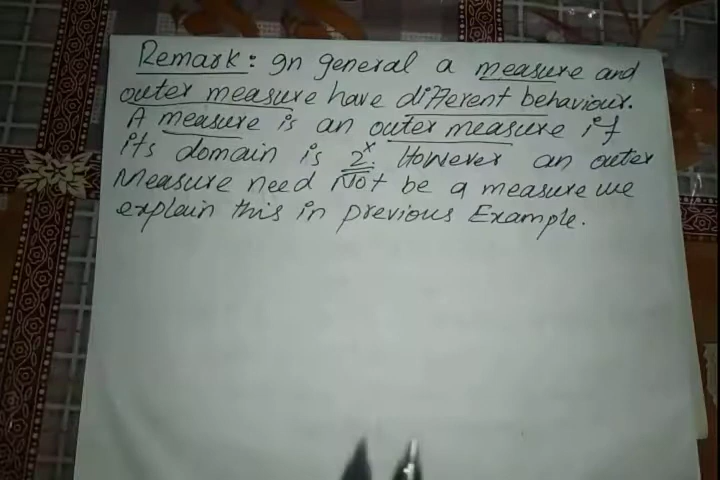 Remark: In general a measure and
outer measure have different behaviour.
A measure is an outer measure if
its domain is 2^x. However an outer
Measure need Not be a measure we
explain this in previous Example.